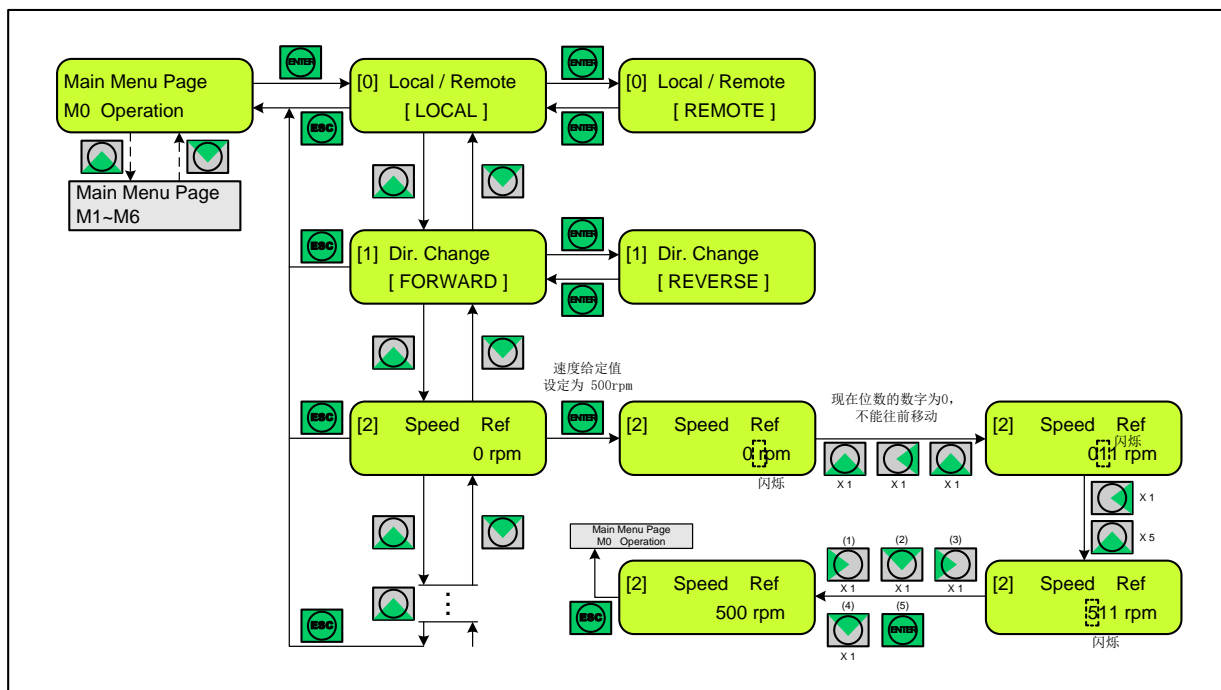 ENTER
ENTER
Main Menu Page
M0 Operation
[0] Local / Remote
[ LOCAL ]
[0] Local / Remote
[ REMOTE ]
ESC
ENTER
Main Menu Page
M1~M6
ESC
ENTER
[1] Dir. Change
[ FORWARD ]
[1] Dir. Change
[ REVERSE ]
ENTER
速度给定值
设定为 500rpm
现在位数的数字为0,
不能往前移动
ESC
ENTER
[2] Speed Ref
0 rpm
[2] Speed Ref
0 rpm
闪烁
X 1
X 1
X 1
[2] Speed Ref
闪烁
011 rpm
X 1
X 5
Main Menu Page
M0 Operation
(1)
(2)
(3)
X 1
X 1
X 1
[2] Speed Ref
500 rpm
[2] Speed Ref
511 rpm
闪烁
ESC
ESC
(4)
(5)
ENTER
X 1